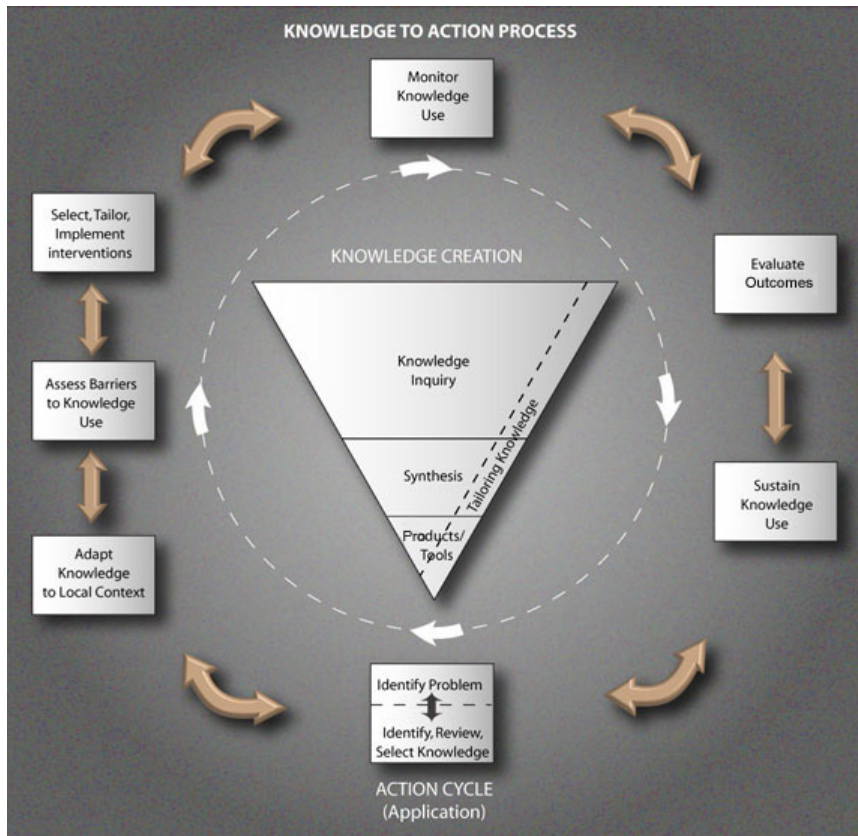 KNOWLEDGE TO ACTION PROCESS
Monitor
Knowledge
Use
Select, Tailor,
Implement
interventions
KNOWLEDGE CREATION
Evaluate
Outcomes
Knowledge
Inquiry
Assess Barriers
to Knowledge
Use
Tailoring Knowledge
Synthesis
Sustain
Knowledge
Use
Products/
Tools
Adapt
Knowledge
to Local Context
Identify Problem
Identify, Review,
Select Knowledge
ACTION CYCLE
(Application)